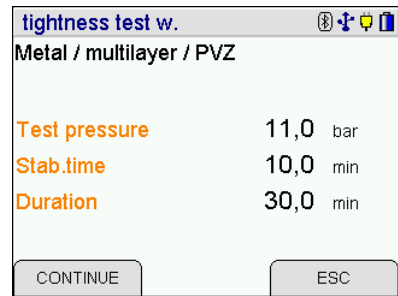 tightness test w.
Metal / multilayer / PVZ
Test pressure 11,0 bar
Stab.time 10,0 min
Duration 30,0 min
CONTINUE ESC